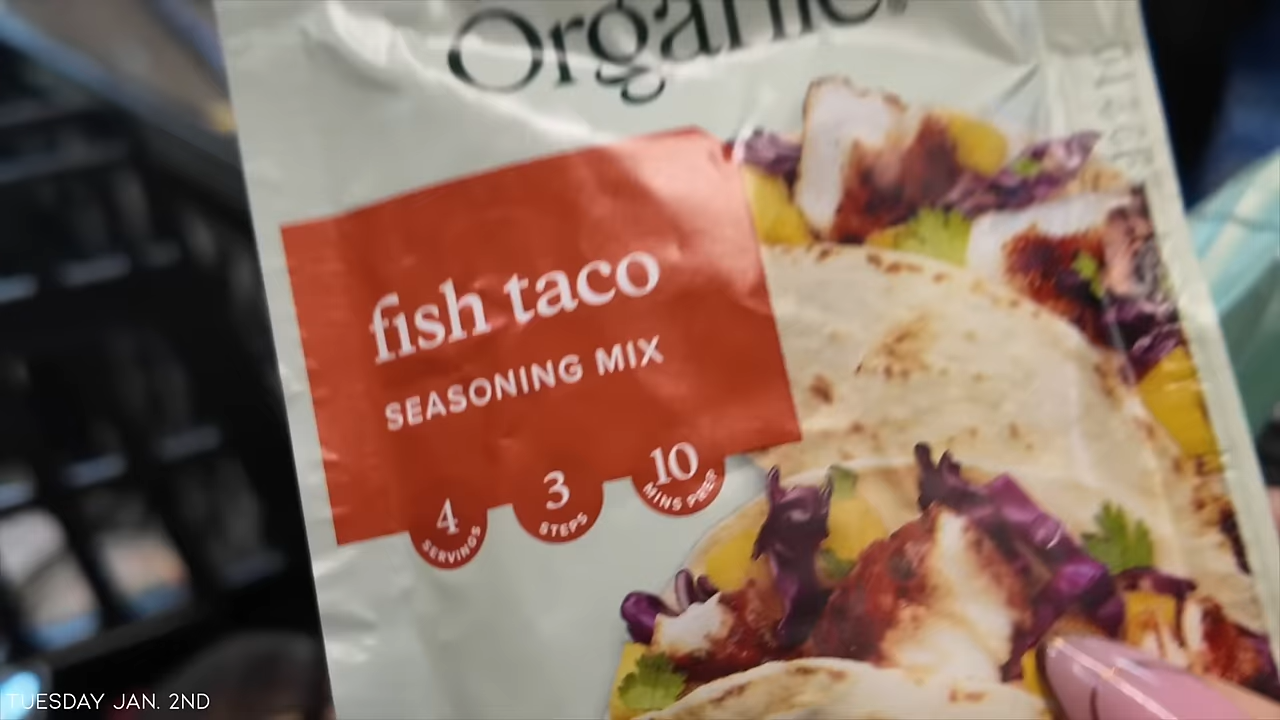 Organic
fish taco
SEASONING MIX
4
SERVINGS
3
STEPS
10
MINS PREP
TUESDAY JAN. 2ND